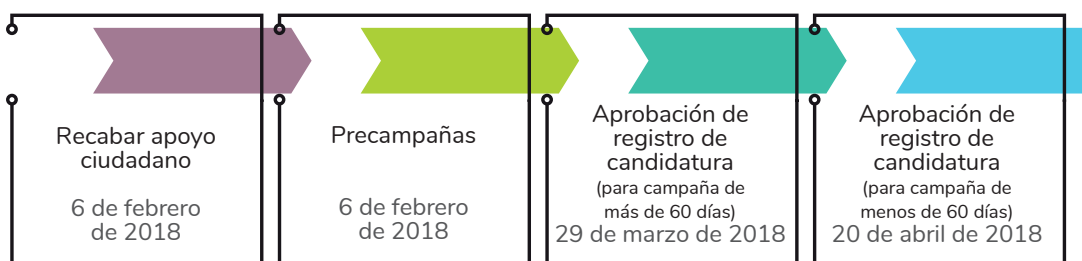 Recabar apoyo
ciudadano
6 de febrero
de 2018
Precampañas
6 de febrero
de 2018
Aprobación de
registro de
candidatura
(para campaña de
más de 60 días)
29 de marzo de 2018
Aprobación de
registro de
candidatura
(para campaña de
menos de 60 días)
20 de abril de 2018